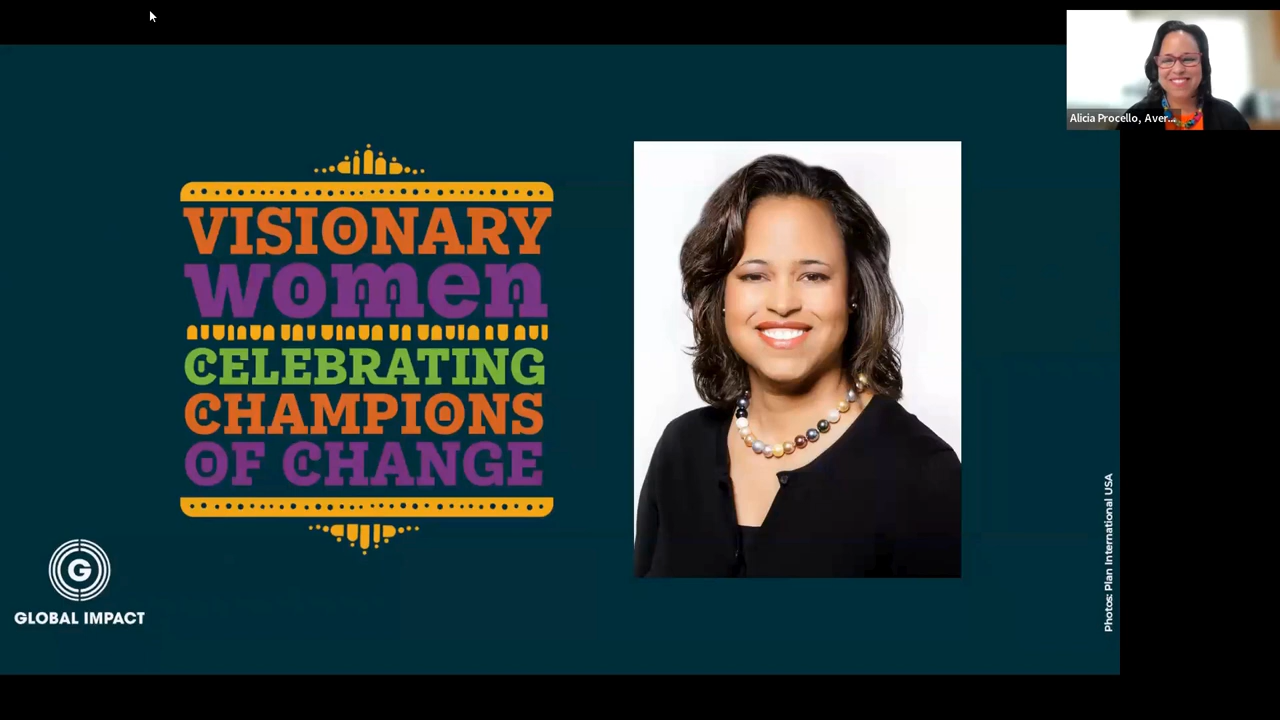 Alicia Procello, Aver...
VISIONARY
women
CELEBRATING
CHAMPIONS
OF CHANGE
G
GLOBAL IMPACT
Photos: Plan International USA